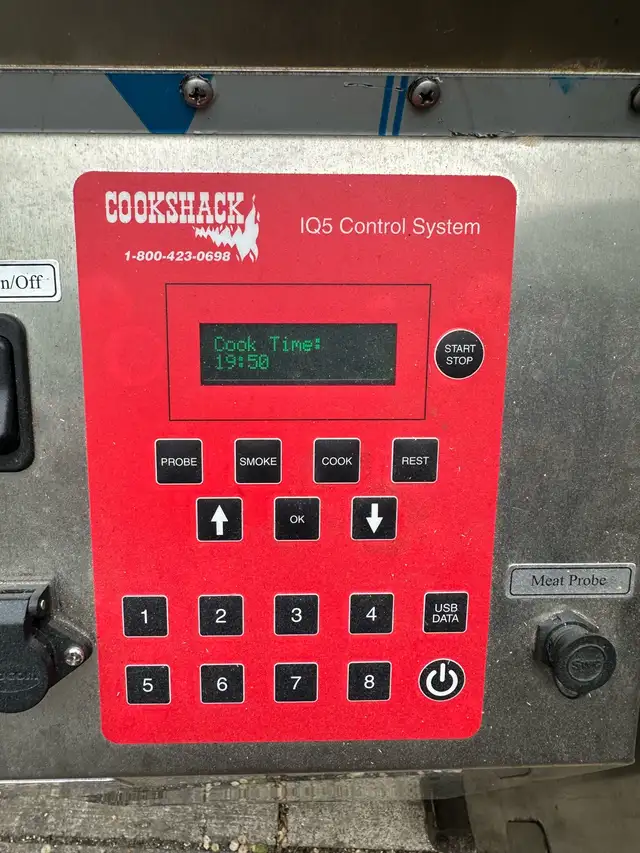 COOKSHACK
IQ5 Control System
1-800-423-0698
n/Off
Cook Time:
19:50
START
STOP
PROBE
SMOKE
COOK
REST
OK
1
2
3
4
USB
DATA
5
6
7
8
Meat Probe